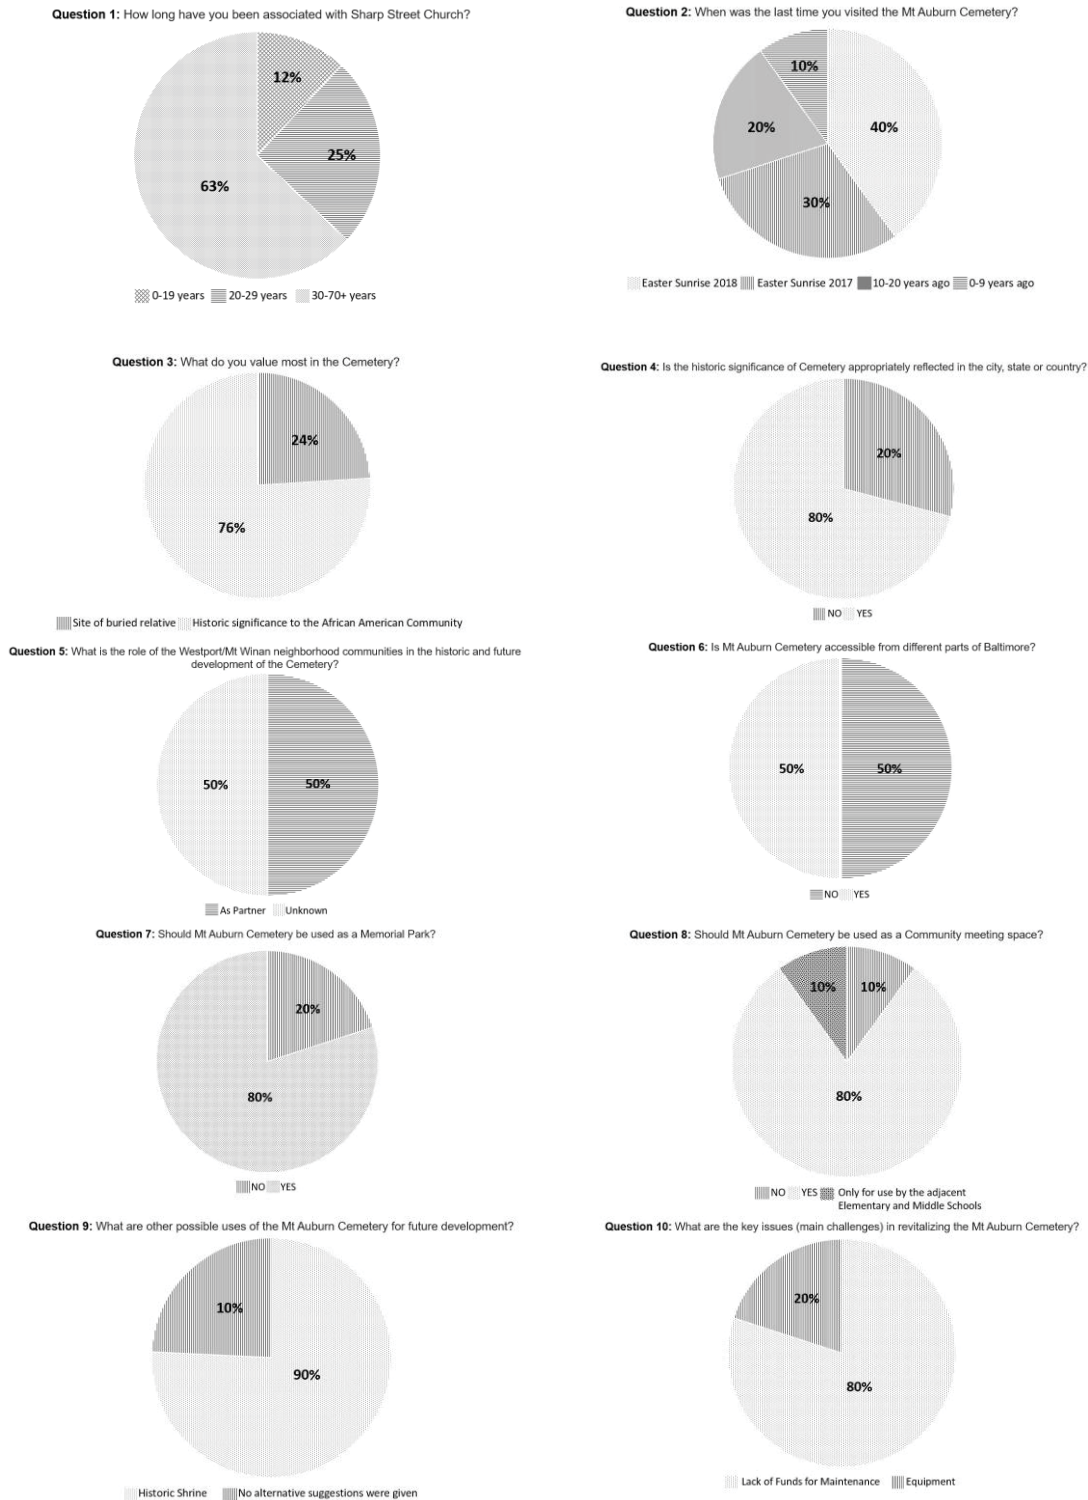 Question 1: How long have you been associated with Sharp Street Church?
12%
25%
63%
0-19 years 20-29 years 30-70+ years
Question 2: When was the last time you visited the Mt Auburn Cemetery?
10%
20%
40%
30%
Easter Sunrise 2018 Easter Sunrise 2017 10-20 years ago 0-9 years ago
Question 3: What do you value most in the Cemetery?
24%
76%
Site of buried relative Historic significance to the African American Community
Question 4: Is the historic significance of Cemetery appropriately reflected in the city, state or country?
20%
80%
NO YES
Question 5: What is the role of the Westport/Mt Winan neighborhood communities in the historic and future
development of the Cemetery?
50% 50%
As Partner Unknown
Question 6: Is Mt Auburn Cemetery accessible from different parts of Baltimore?
50% 50%
NO YES
Question 7: Should Mt Auburn Cemetery be used as a Memorial Park?
20%
80%
NO YES
Question 8: Should Mt Auburn Cemetery be used as a Community meeting space?
10% 10%
80%
NO YES Only for use by the adjacent
Elementary and Middle Schools
Question 9: What are other possible uses of the Mt Auburn Cemetery for future development?
10%
90%
Historic Shrine No alternative suggestions were given
Question 10: What are the key issues (main challenges) in revitalizing the Mt Auburn Cemetery?
20%
80%
Lack of Funds for Maintenance Equipment